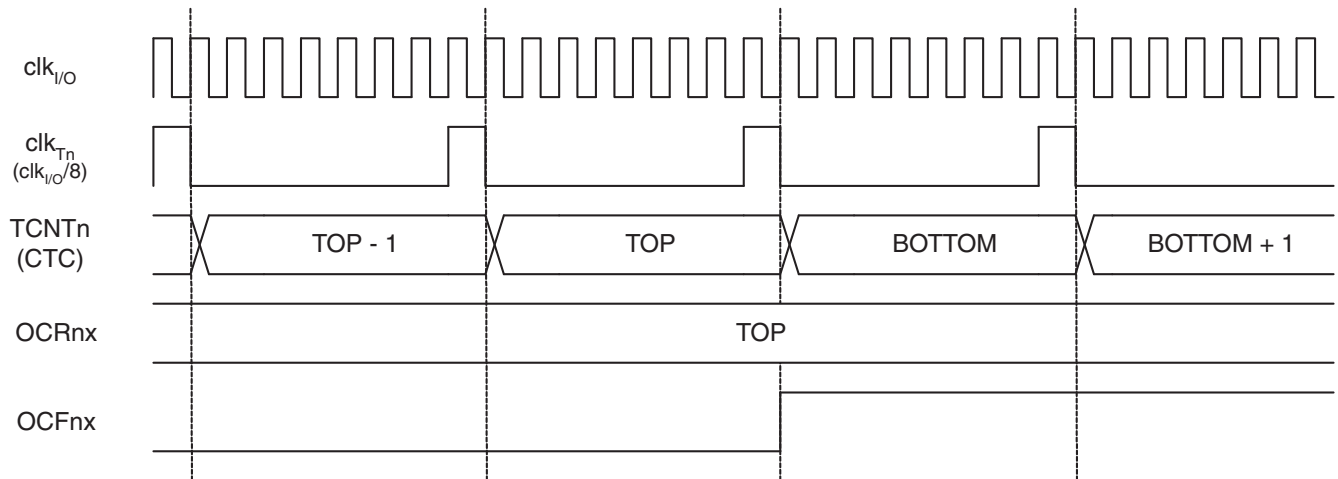 clkI/O
clkTn
(clkI/O/8)
TCNTn
(CTC)
TOP - 1
TOP
BOTTOM
BOTTOM + 1
OCRnx
TOP
OCFnx